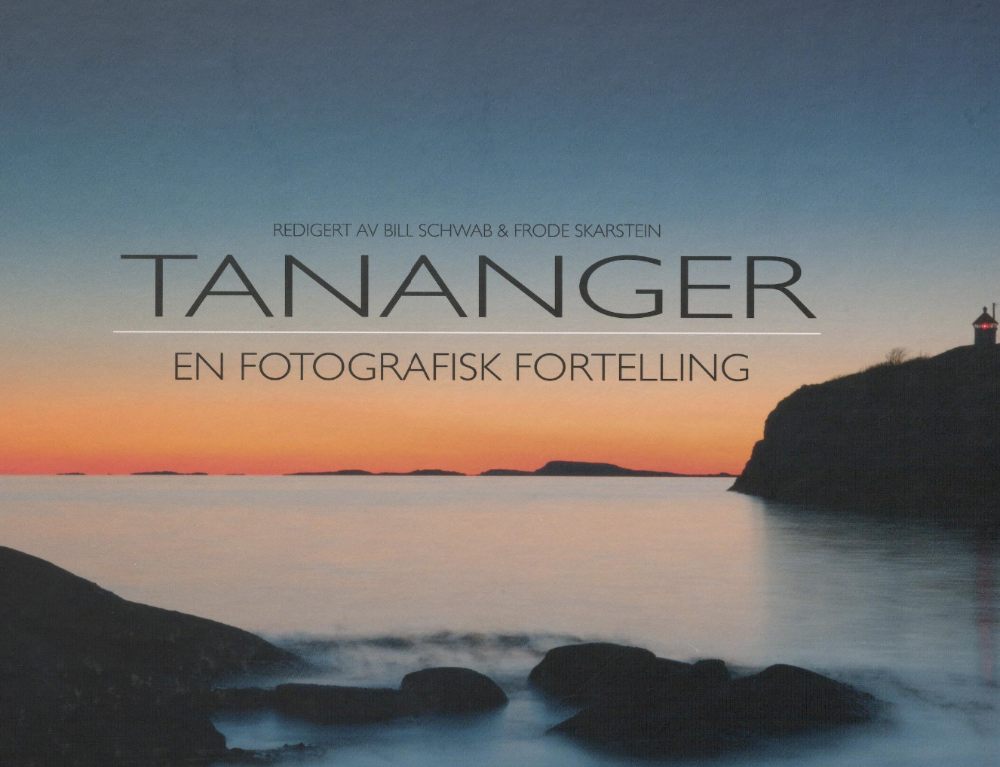 REDIGERT AV BILL SCHWAB & FRODE SKARSTEIN
TANANGER
EN FOTOGRAFISK FORTELLING